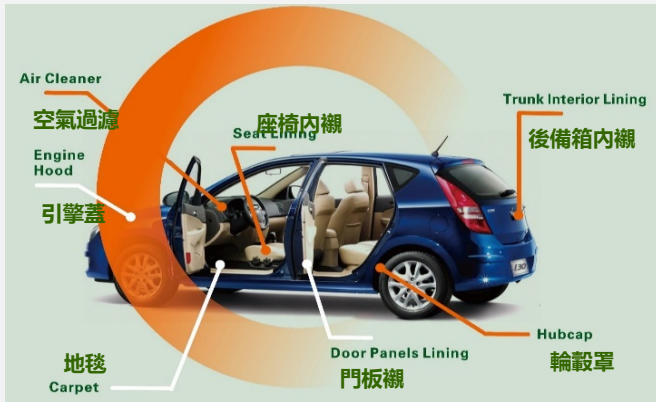 Air Cleaner
空氣過濾
Seat Lining
座椅內襯
Trunk Interior Lining
後備箱內襯
Engine
Hood
引擎蓋
i30
Hubcap
輪轂罩
Door Panels Lining
門板襯
地毯
Carpet